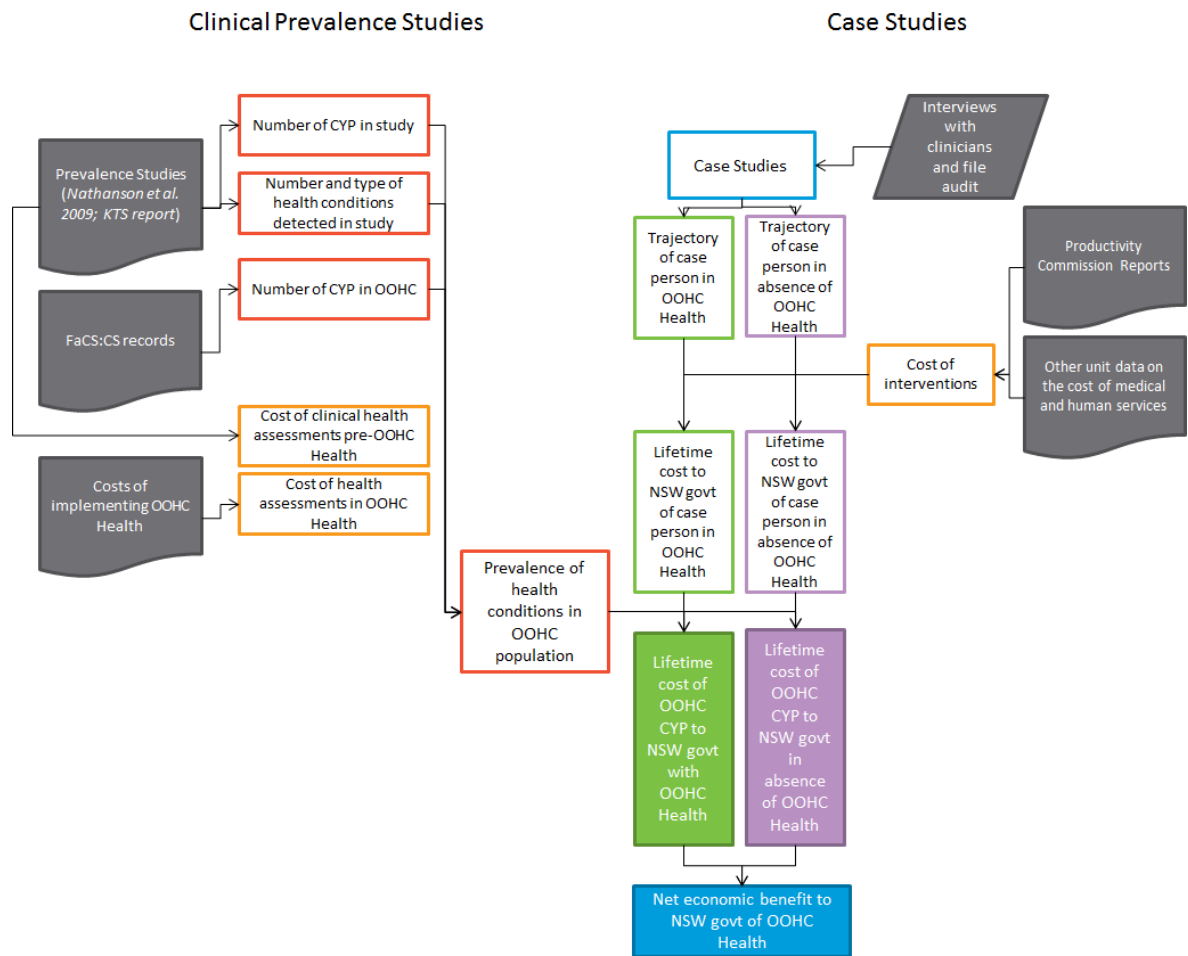 Clinical Prevalence Studies
Case Studies
Number of CYP in study
Prevalence Studies
(Nathanson et al.
2009; KTS report)
Number and type of
health conditions
detected in study
Number of CYP in OOHC
FaCS:CS records
Cost of clinical health
assessments pre-OOHC
Health
Costs of
implementing OOHC
Health
Cost of health
assessments in OOHC
Health
Prevalence of
health
conditions in
OOHC
population
Interviews
with
clinicians
and file
audit
Case Studies
Trajectory
of case
person in
OOHC
Health
Trajectory
of case
person in
absence of
OOHC
Health
Productivity
Commission Reports
Cost of
interventions
Other unit data on
the cost of medical
and human services
Lifetime
cost to
NSW govt
of case
person in
OOHC
Health
Lifetime
cost to
NSW govt
of case
person in
absence of
OOHC
Health
Lifetime
cost of
OOHC
CYP to
NSW govt
with
OOHC
Health
Lifetime
cost of
OOHC
CYP to
NSW govt
in
absence
of OOHC
Health
Net economic benefit to
NSW govt of OOHC
Health